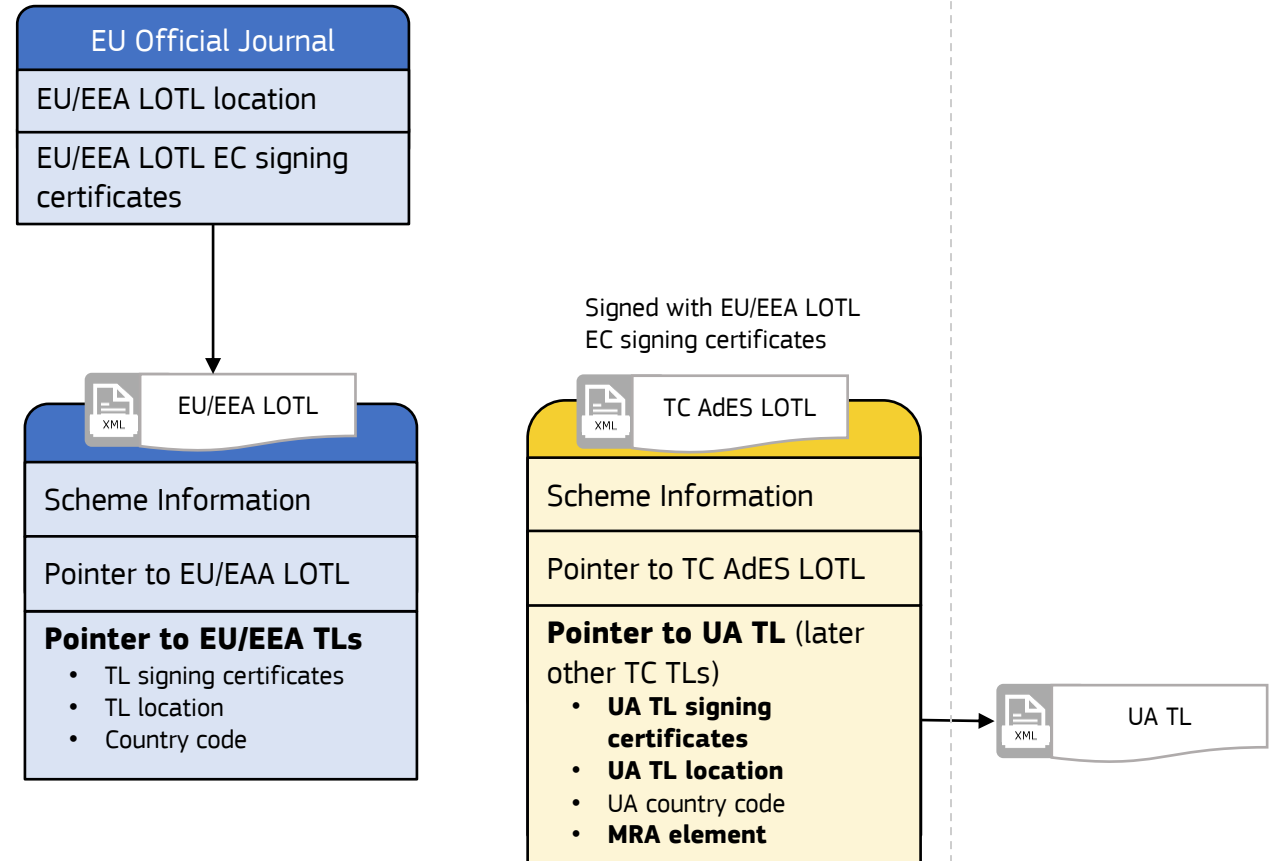 EU Official Journal
EU/EEA LOTL location
EU/EEA LOTL EC signing
certificates
Signed with EU/EEA LOTL
EC signing certificates
XML
EU/EEA LOTL
Scheme Information
Pointer to EU/EAA LOTL
Pointer to EU/EEA TLs
• TL signing certificates
• TL location
• Country code
XML
TC AdES LOTL
Scheme Information
Pointer to TC AdES LOTL
Pointer to UA TL (later
other TC TLs)
• UA TL signing
certificates
• UA TL location
• UA country code
• MRA element
XML
UA TL